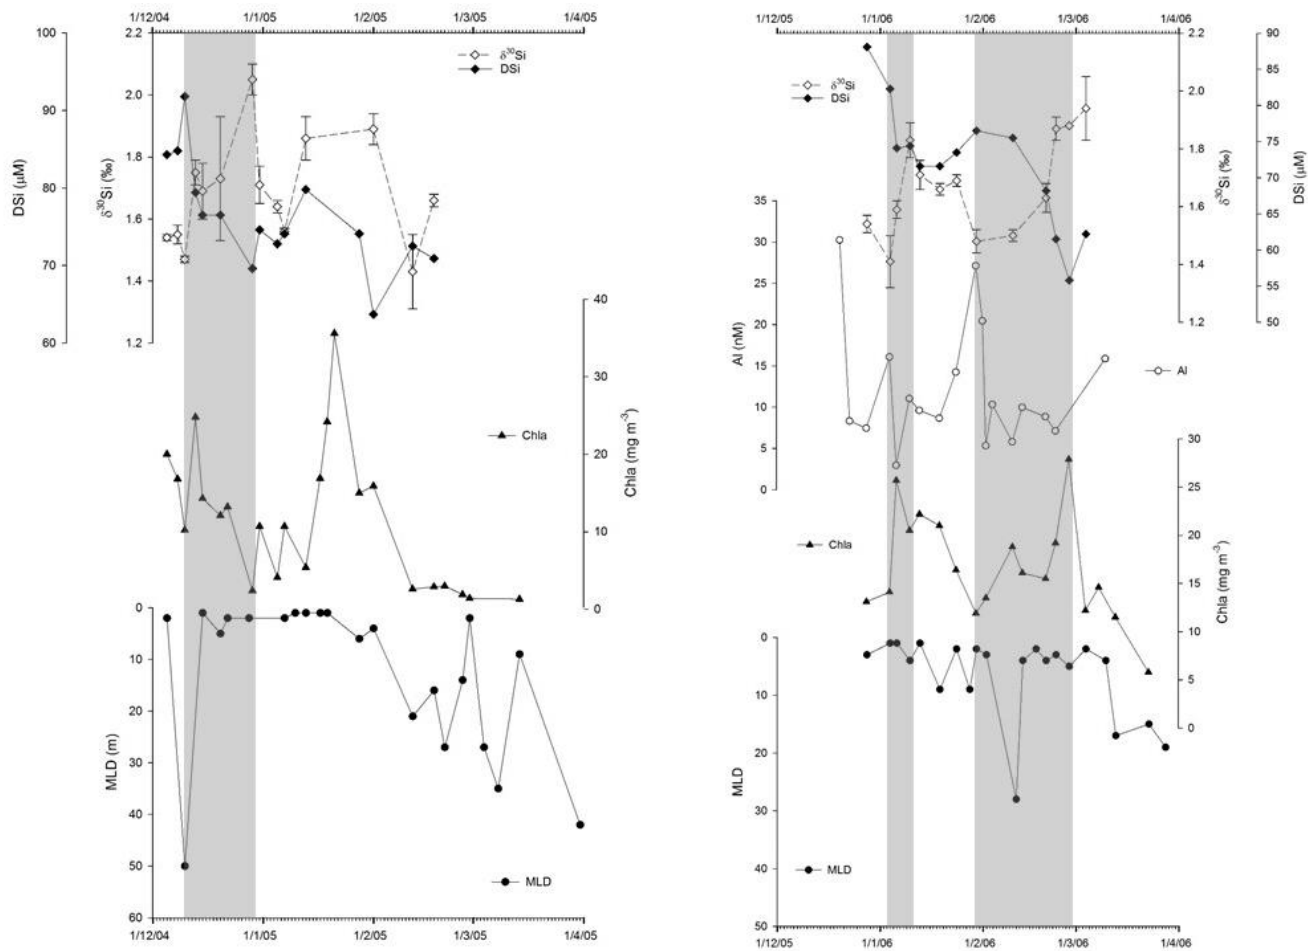 1/12/04 1/1/05 1/2/05 1/3/05 1/4/05
100
90
80
70
60
DSi (µM)
2.2
2.0
1.8
1.6
1.4
1.2
δ³⁰Si (‰)
δ³⁰Si
DSi
40
30
20
10
0
Chla (mg m⁻³)
Chla
0
10
20
30
40
50
60
MLD (m)
MLD
1/12/04 1/1/05 1/2/05 1/3/05 1/4/05
1/12/05 1/1/06 1/2/06 1/3/06 1/4/06
δ³⁰Si
DSi
2.2
2.0
1.8
1.6
1.4
1.2
δ³⁰Si (‰)
90
85
80
75
70
65
60
55
50
DSi (µM)
35
30
25
20
15
10
5
0
Al (nM)
Al
30
25
20
15
10
5
0
Chla (mg m⁻³)
Chla
0
10
20
30
40
50
MLD
MLD
1/12/05 1/1/06 1/2/06 1/3/06 1/4/06